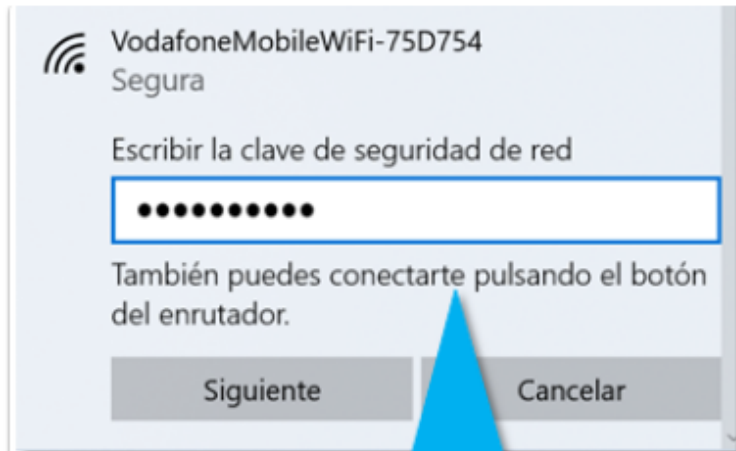 VodafoneMobileWiFi-75D754
Segura
Escribir la clave de seguridad de red
••••••••••
También puedes conectarte pulsando el botón
del enrutador.
Siguiente
Cancelar